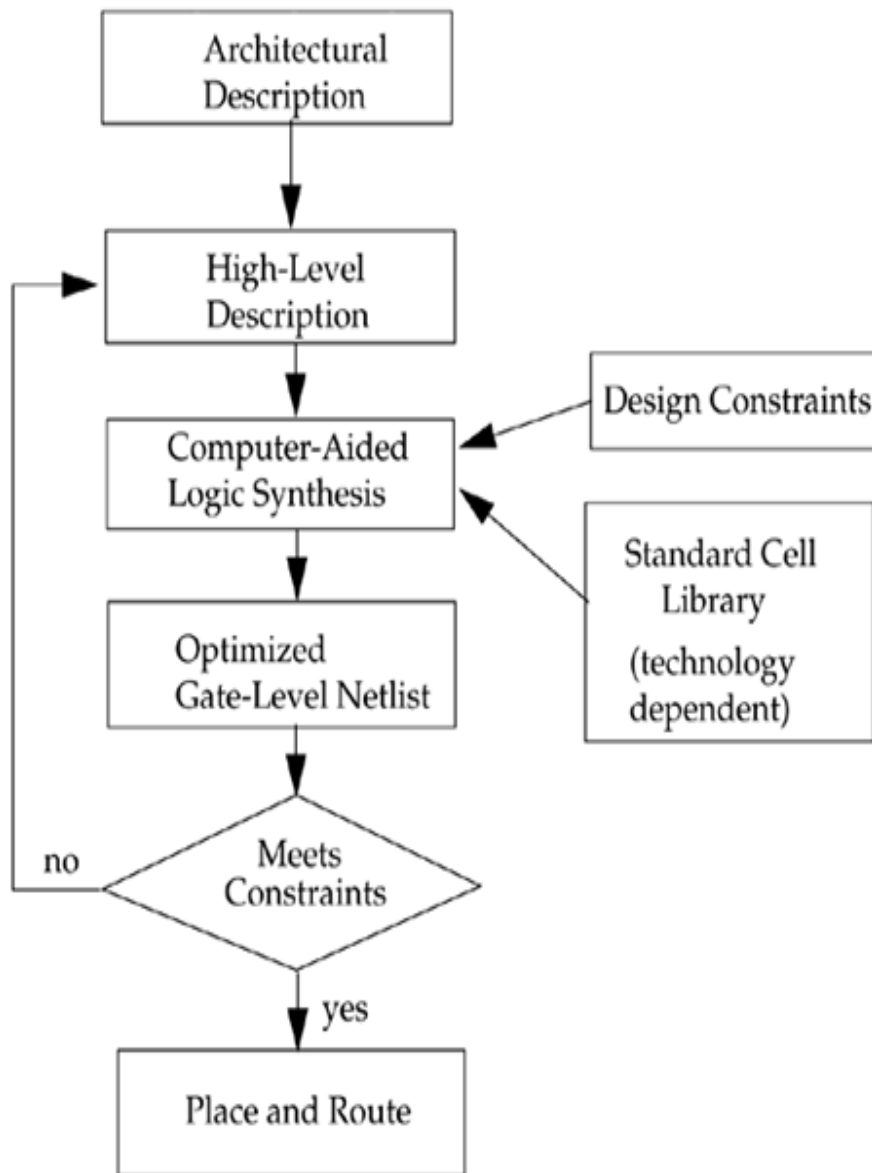 Architectural
Description
High-Level
Description
Computer-Aided
Logic Synthesis
Design Constraints
Standard Cell
Library
(technology
dependent)
Optimized
Gate-Level Netlist
Meets
Constraints
no
yes
Place and Route